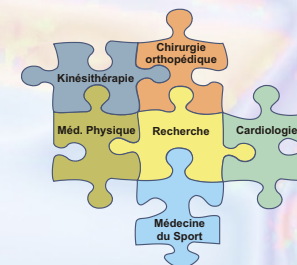 Chirurgie
orthopédique
Kinésithérapie
Méd. Physique
Recherche
Cardiologie
Médecine
du Sport